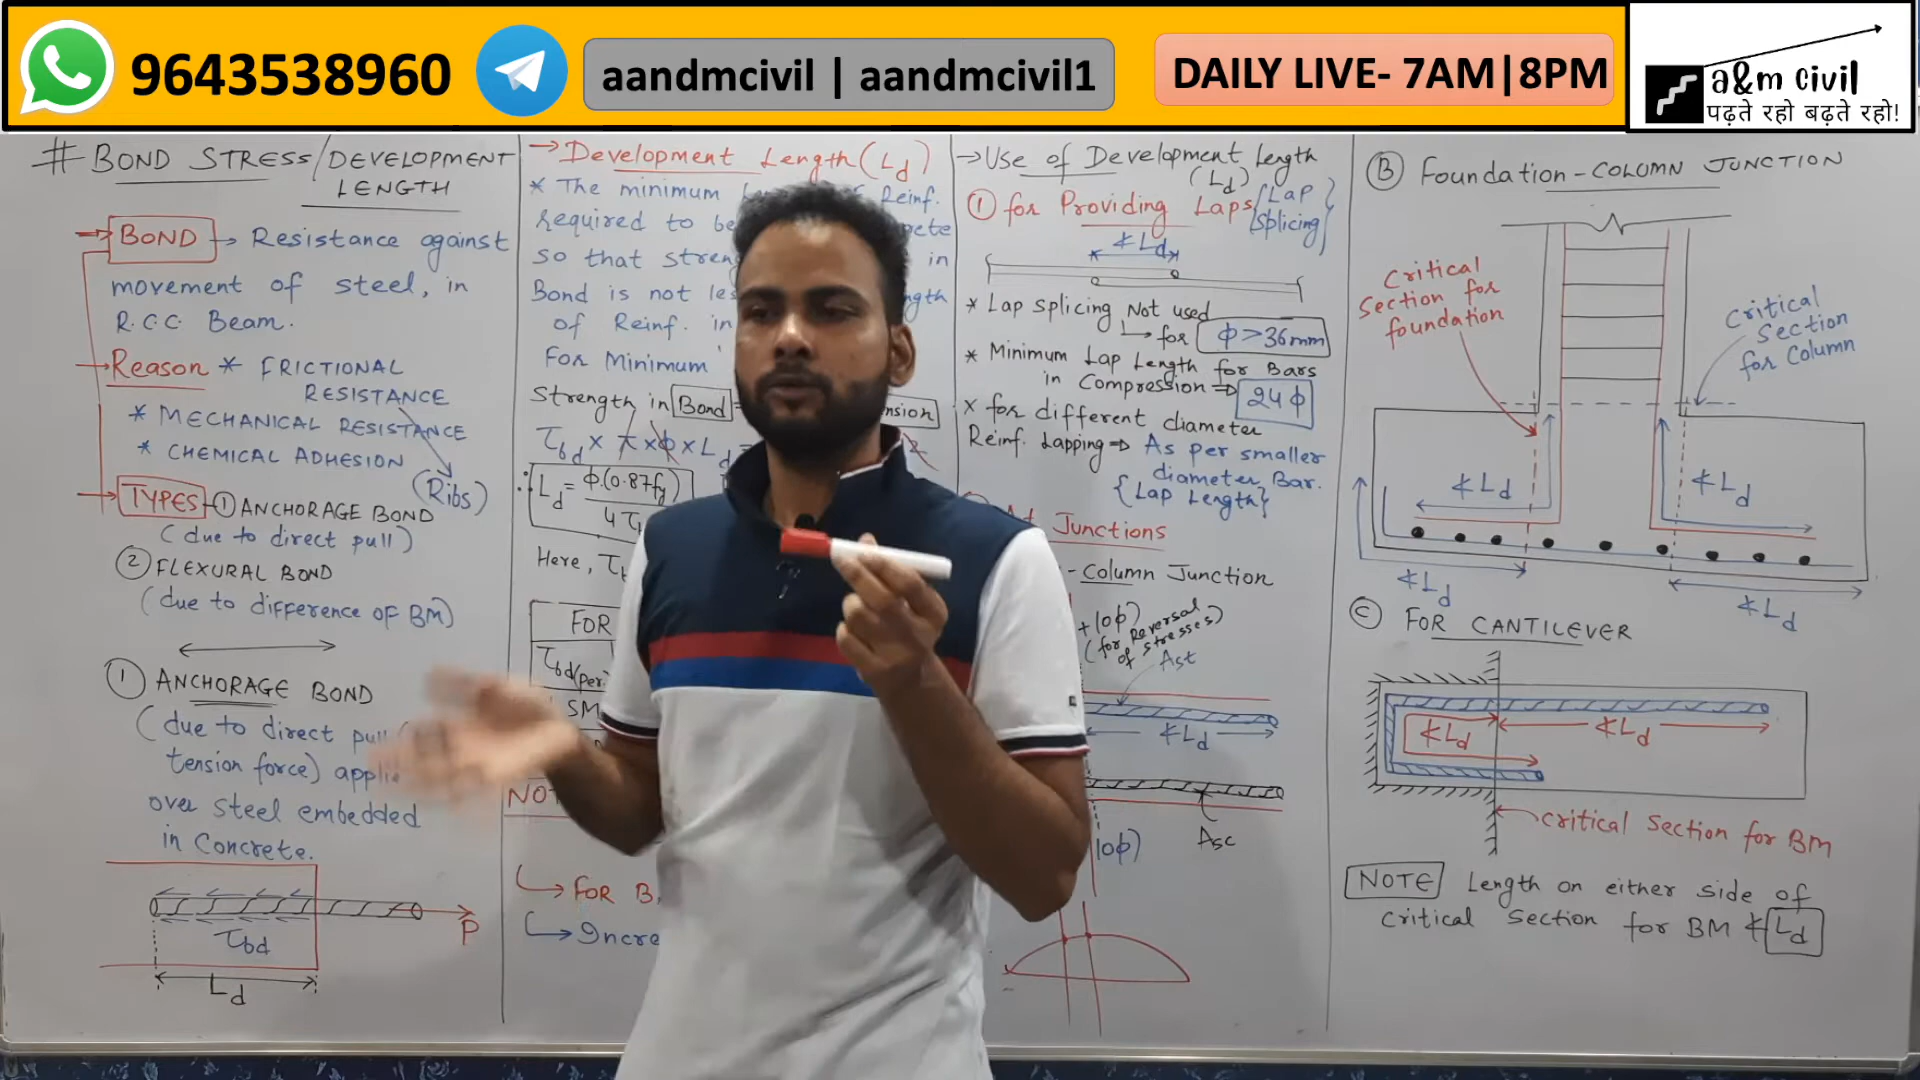 9643538960
aandmcivil | aandmcivil1
DAILY LIVE- 7AM|8PM
a&m civil
पढ़ते रहो बढ़ते रहो!
# BOND STRESS/DEVELOPMENT
LENGTH
→ BOND → Resistance against
movement of steel, in
R.C.C. Beam.
→ Reason * FRICTIONAL
RESISTANCE
* MECHANICAL RESISTANCE
* CHEMICAL ADHESION
(Ribs)
→ TYPES → ① ANCHORAGE BOND
(due to direct pull)
② FLEXURAL BOND
(due to difference of BM)
① ANCHORAGE BOND
(due to direct pull
tension force)
over steel embedded
in Concrete.
P
τbd
Ld
→ Development Length (Ld)
* The minimum Reinf.
required to be
so that in
Bond is not
of Reinf. in
For Minimum
Strength in Bond =
τbd × π × ϕ × Ld =
∴ Ld = ϕ.(0.87fy)
4τ
Here,
FOR
τbd(per.
→ FOR
→
→ Use of Development Length
(Ld)
① for Providing Laps {Lap
Splicing}
≮ Ld
* Lap splicing Not used
↳ for ϕ > 36mm
* Minimum Lap Length for Bars
in Compression ⇒ 24ϕ
× for different diameter
Reinf. Lapping ⇒ As per smaller
diameter Bar.
{Lap Length}
Junctions
- Column Junction
+10ϕ)
(for Reversal
of stresses)
Ast
≮ Ld
Asc
10ϕ)
Ⓑ Foundation - COLUMN JUNCTION
Critical
Section for
foundation
Critical
Section
for Column
≮ Ld
≮ Ld
≮ Ld
≮ Ld
Ⓒ FOR CANTILEVER
≮ Ld
≮ Ld
critical Section for BM
NOTE Length on either side of
critical section for BM ≮ Ld